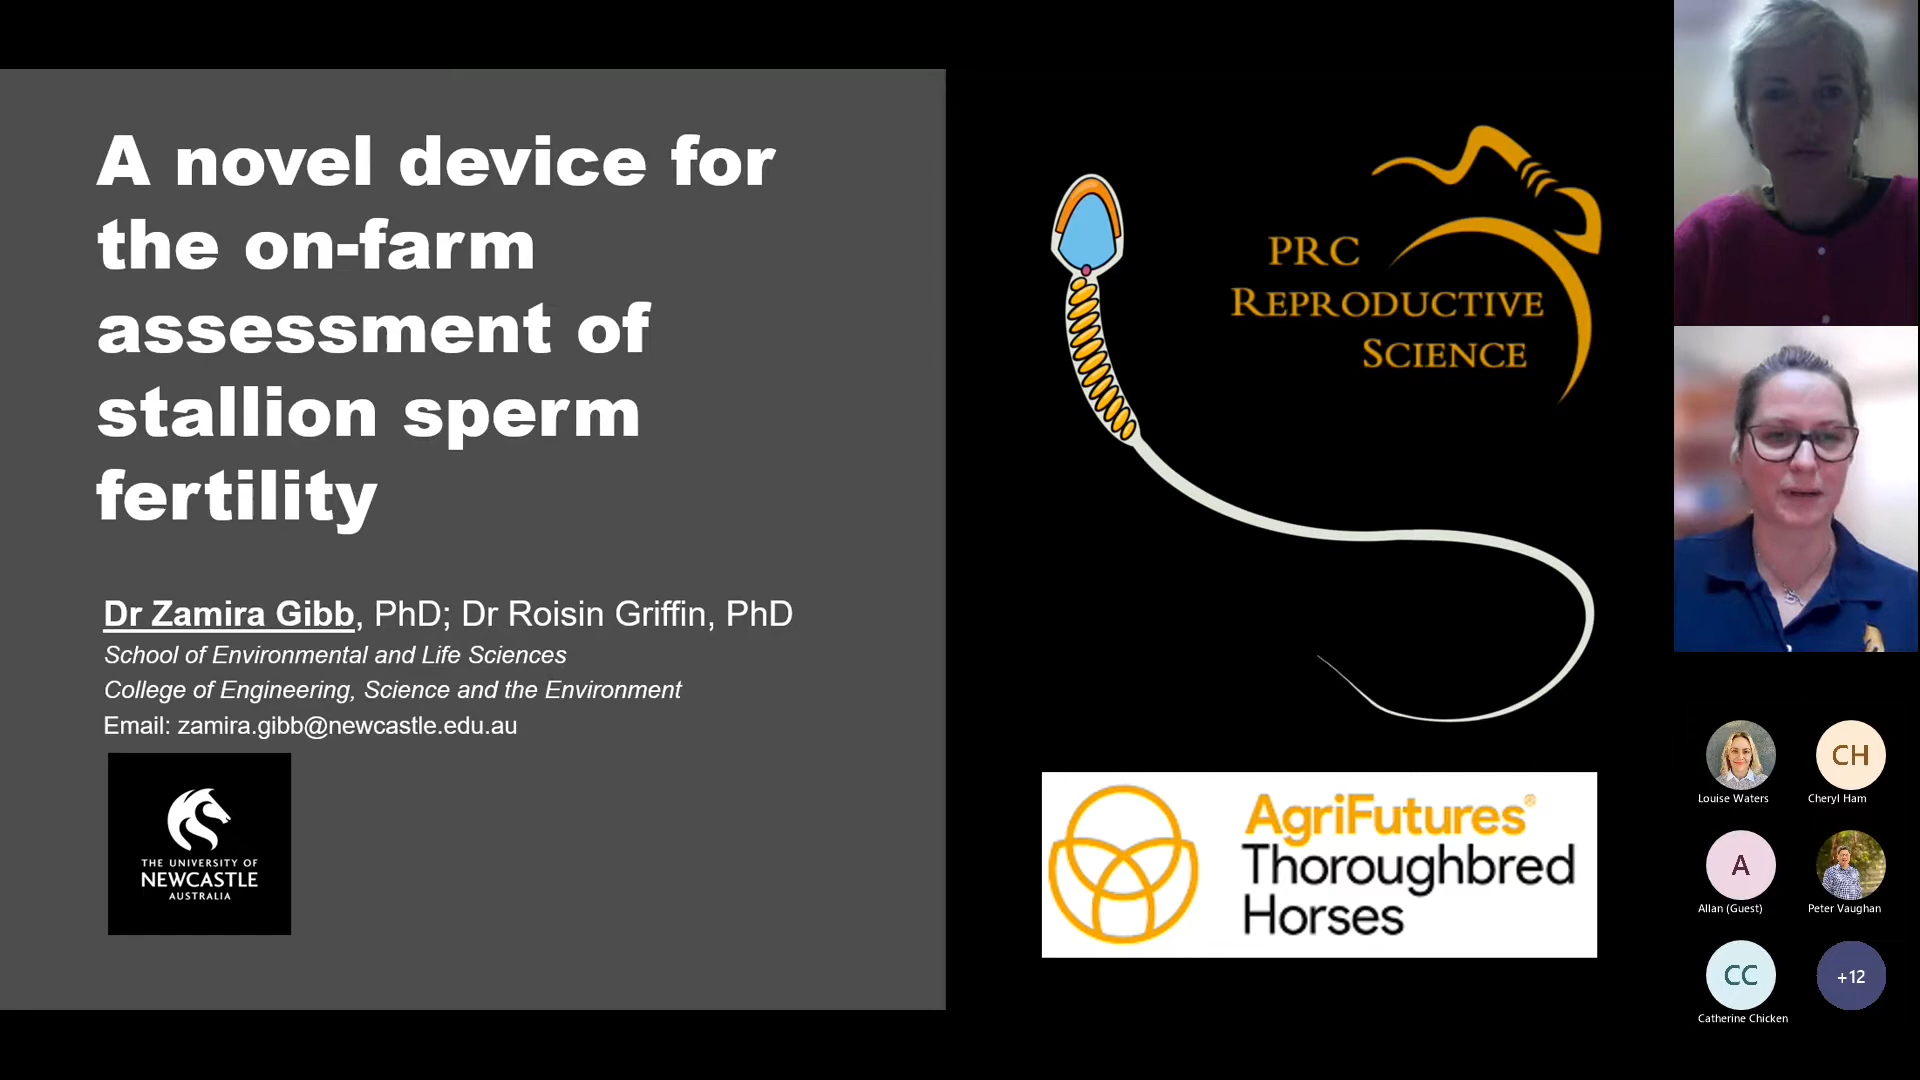 A novel device for
the on-farm
assessment of
stallion sperm
fertility
Dr Zamira Gibb, PhD; Dr Roisin Griffin, PhD
School of Environmental and Life Sciences
College of Engineering, Science and the Environment
Email: zamira.gibb@newcastle.edu.au
THE UNIVERSITY OF
NEWCASTLE
AUSTRALIA
PRC
REPRODUCTIVE
SCIENCE
AgriFutures®
Thoroughbred
Horses
CH
Louise Waters
Cheryl Ham
A
Allan (Guest)
Peter Vaughan
CC
+12
Catherine Chicken